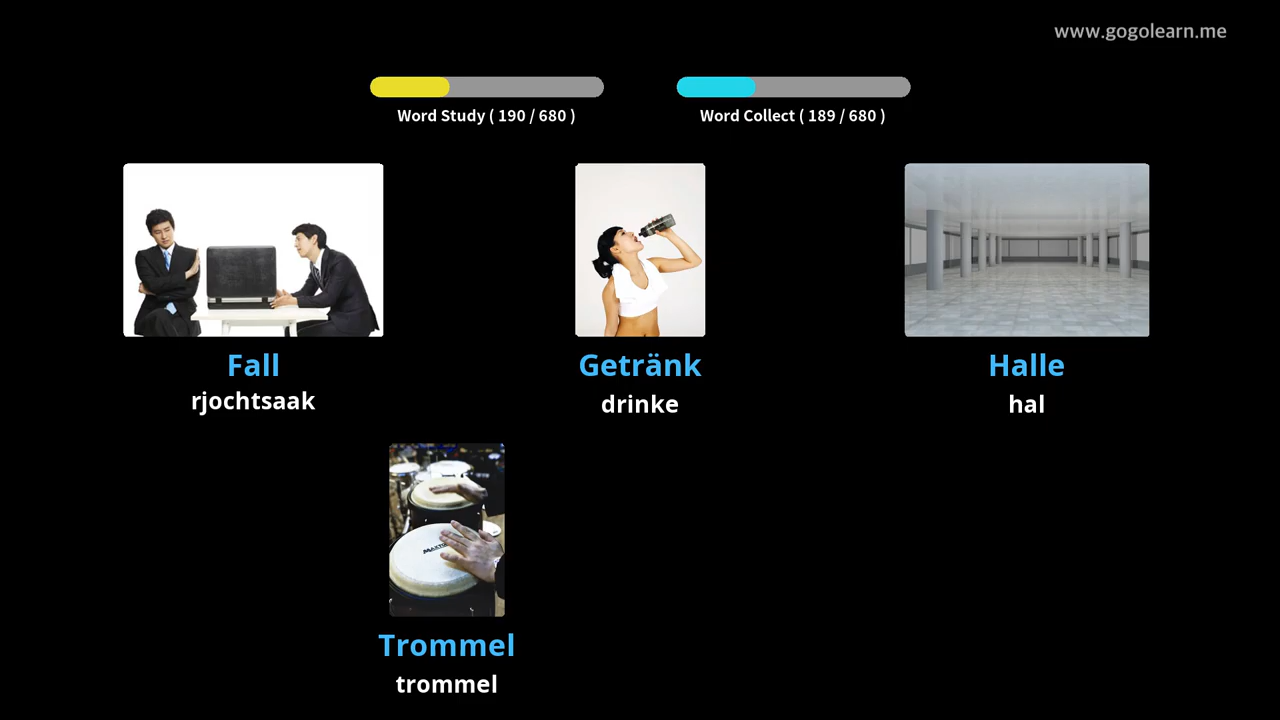 www.gogolearn.me
Word Study ( 190 / 680 )
Word Collect ( 189 / 680 )
Fall
rjochtsaak
Getränk
drinke
Halle
hal
Trommel
trommel